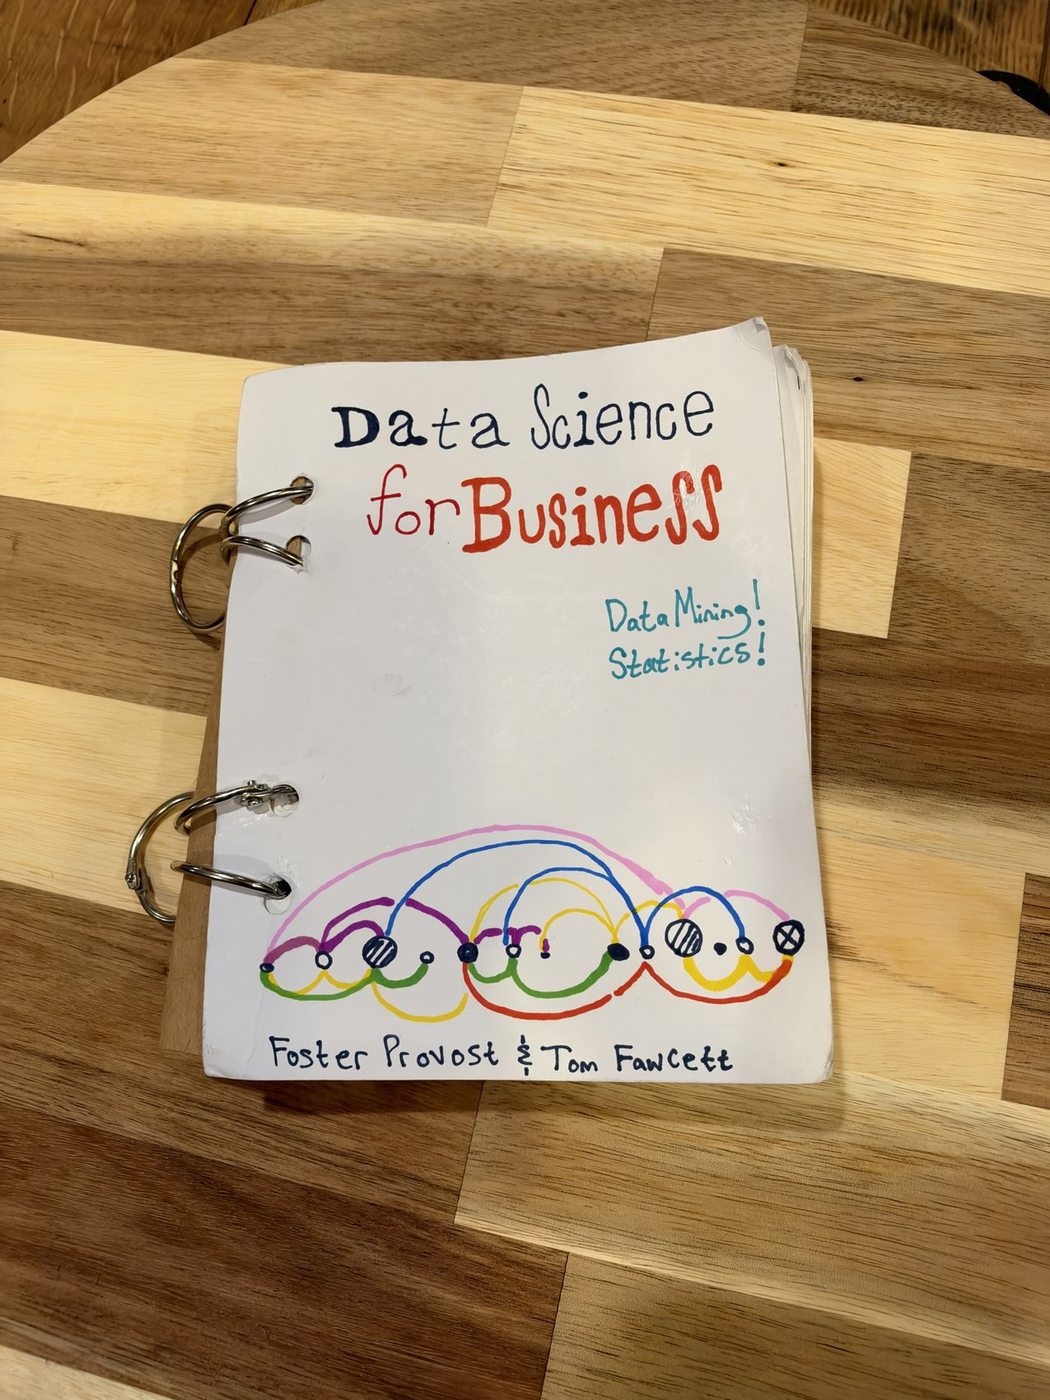 Data Science
for Business
Data Mining!
Statistics!
Foster Provost & Tom Fawcett